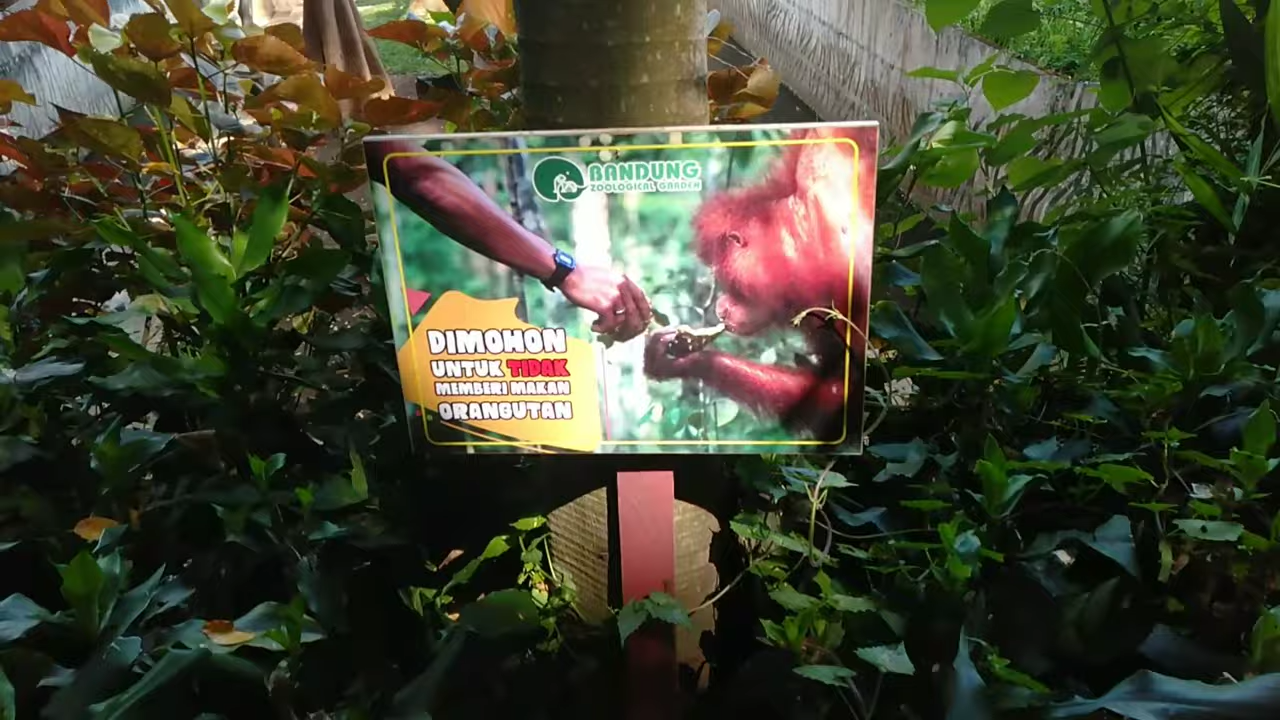 BANDUNG
ZOOLOGICAL GARDEN
DIMOHON
UNTUK TIDAK
MEMBERI MAKAN
ORANGUTAN